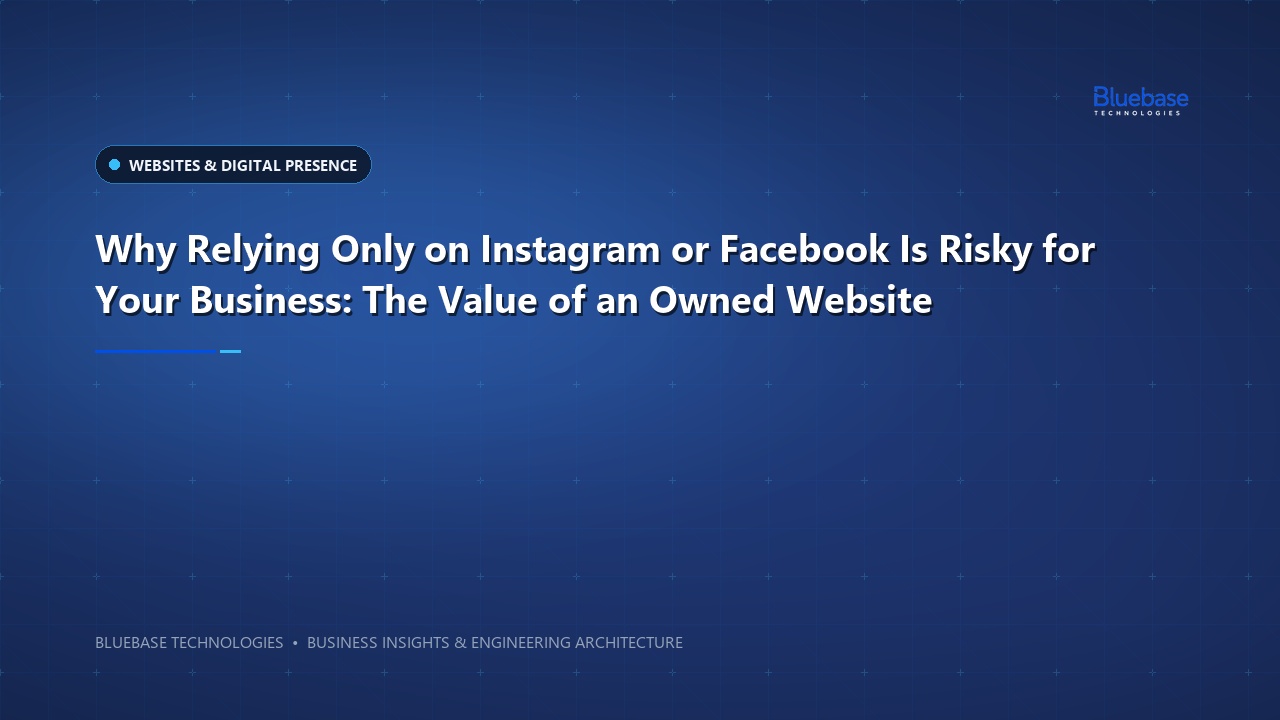 Bluebase
TECHNOLOGIES
WEBSITES & DIGITAL PRESENCE
Why Relying Only on Instagram or Facebook Is Risky for
Your Business: The Value of an Owned Website
BLUEBASE TECHNOLOGIES • BUSINESS INSIGHTS & ENGINEERING ARCHITECTURE